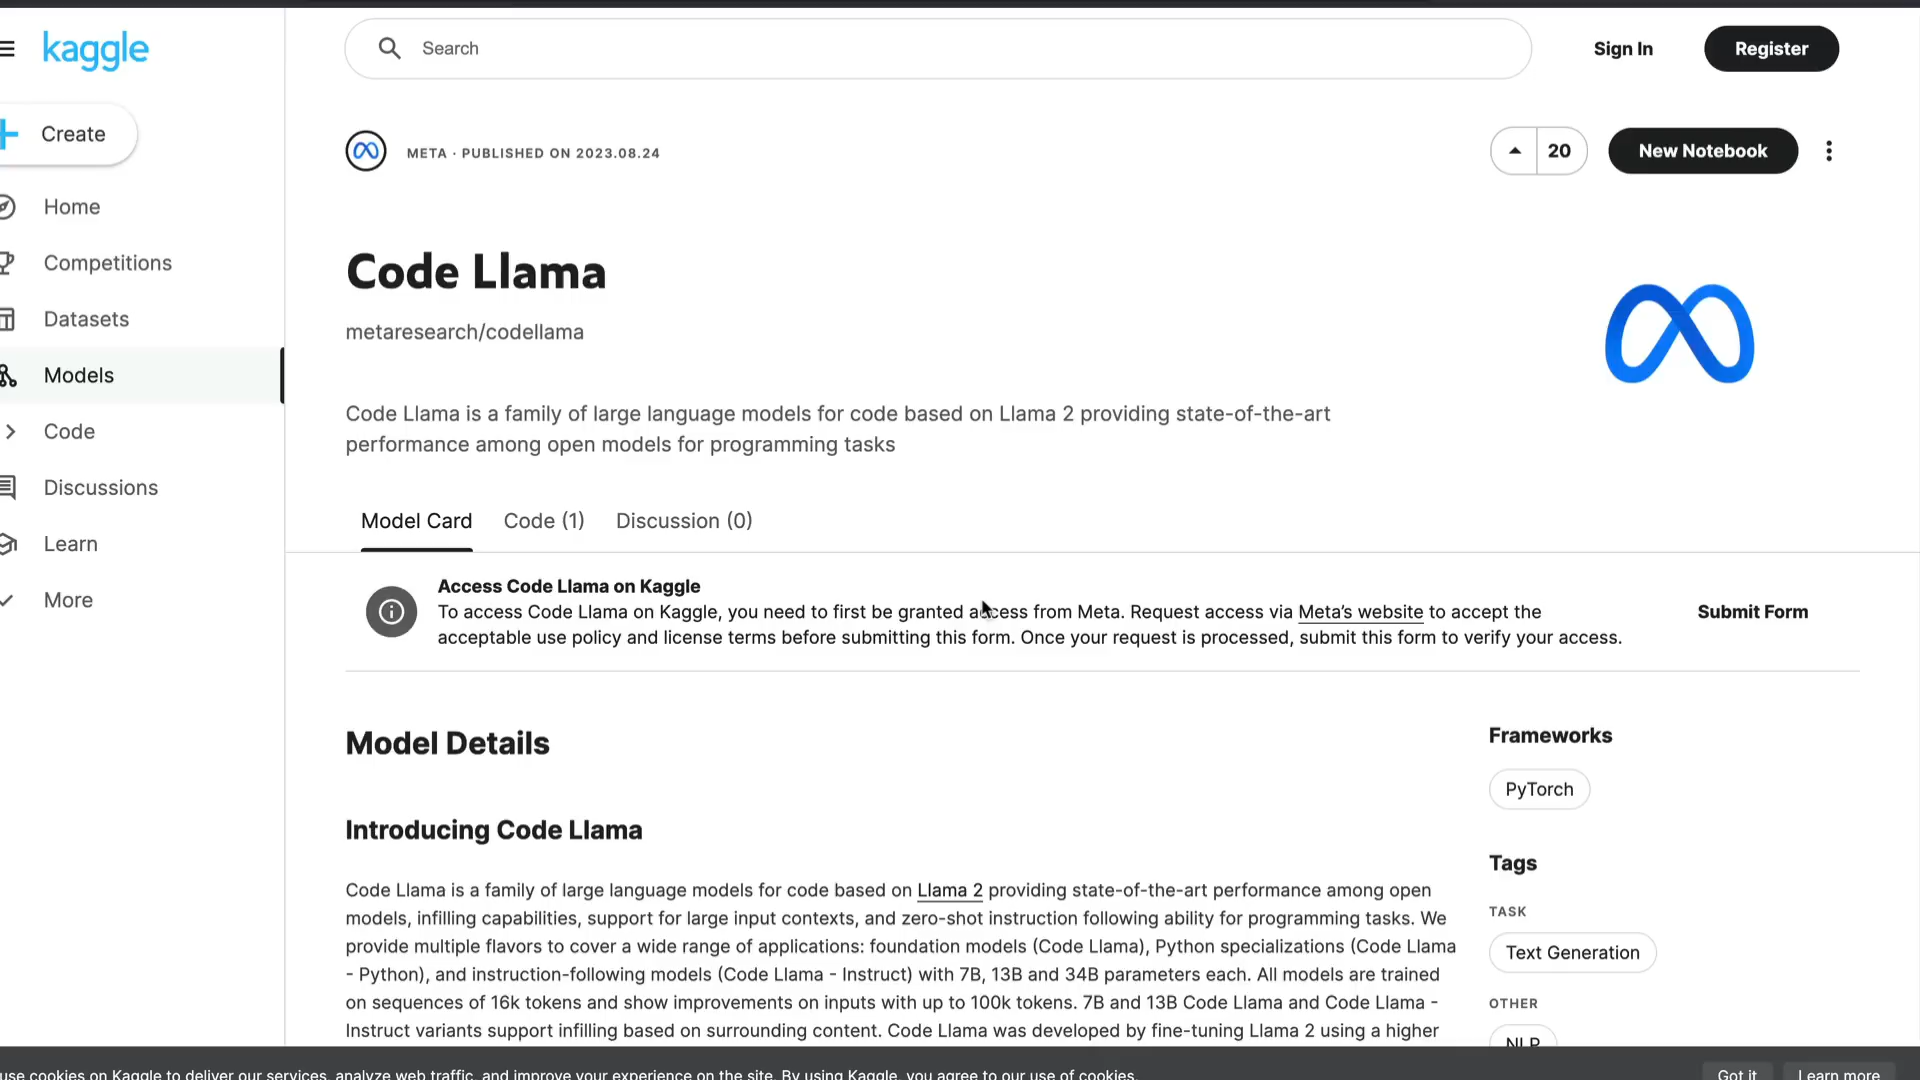 kaggle
Search
Sign In
Register
Create
META · PUBLISHED ON 2023.08.24
20
New Notebook
Home
Competitions
Datasets
Models
Code
Discussions
Learn
More
Code Llama
metaresearch/codellama
Code Llama is a family of large language models for code based on Llama 2 providing state-of-the-art
performance among open models for programming tasks
Model Card
Code (1)
Discussion (0)
Access Code Llama on Kaggle
To access Code Llama on Kaggle, you need to first be granted access from Meta. Request access via Meta's website to accept the
acceptable use policy and license terms before submitting this form. Once your request is processed, submit this form to verify your access.
Submit Form
Model Details
Introducing Code Llama
Code Llama is a family of large language models for code based on Llama 2 providing state-of-the-art performance among open
models, infilling capabilities, support for large input contexts, and zero-shot instruction following ability for programming tasks. We
provide multiple flavors to cover a wide range of applications: foundation models (Code Llama), Python specializations (Code Llama
- Python), and instruction-following models (Code Llama - Instruct) with 7B, 13B and 34B parameters each. All models are trained
on sequences of 16k tokens and show improvements on inputs with up to 100k tokens. 7B and 13B Code Llama and Code Llama -
Instruct variants support infilling based on surrounding content. Code Llama was developed by fine-tuning Llama 2 using a higher
Frameworks
PyTorch
Tags
TASK
Text Generation
OTHER
NLP
use cookies on Kaggle to deliver our services, analyze web traffic, and improve your experience on the site. By using Kaggle, you agree to our use of cookies.
Got it
Learn more